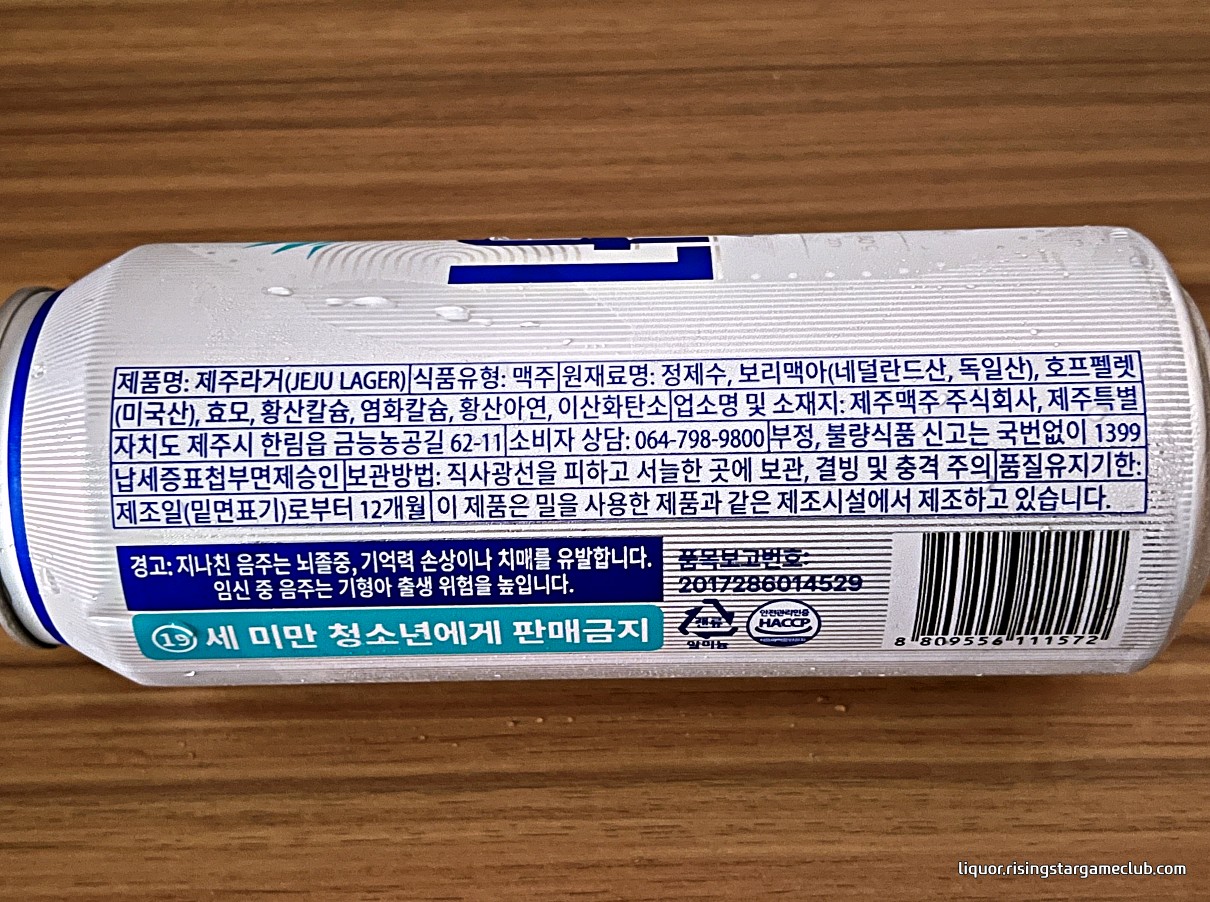 제품명: 제주라거(JEJU LAGER) 식품유형: 맥주 원재료명: 정제수, 보리맥아(네덜란드산, 독일산), 호프펠렛
(미국산), 효모, 황산칼슘, 염화칼슘, 황산아연, 이산화탄소 업소명 및 소재지: 제주맥주 주식회사, 제주특별
자치도 제주시 한림읍 금능농공길 62-11 소비자 상담: 064-798-9800 부정, 불량식품 신고는 국번없이 1399
납세증표첩부면제승인 보관방법: 직사광선을 피하고 서늘한 곳에 보관, 결빙 및 충격 주의 품질유지기한:
제조일(밑면표기)로부터 12개월 이 제품은 밀을 사용한 제품과 같은 제조시설에서 제조하고 있습니다.
경고: 지나친 음주는 뇌졸중, 기억력 손상이나 치매를 유발합니다.
임신 중 음주는 기형아 출생 위험을 높입니다.
19 세 미만 청소년에게 판매금지
품목보고번호:
2017286014529
재활용
알미늄
안전관리인증
HACCP
8 809556 111572
liquor.risingstargameclub.com